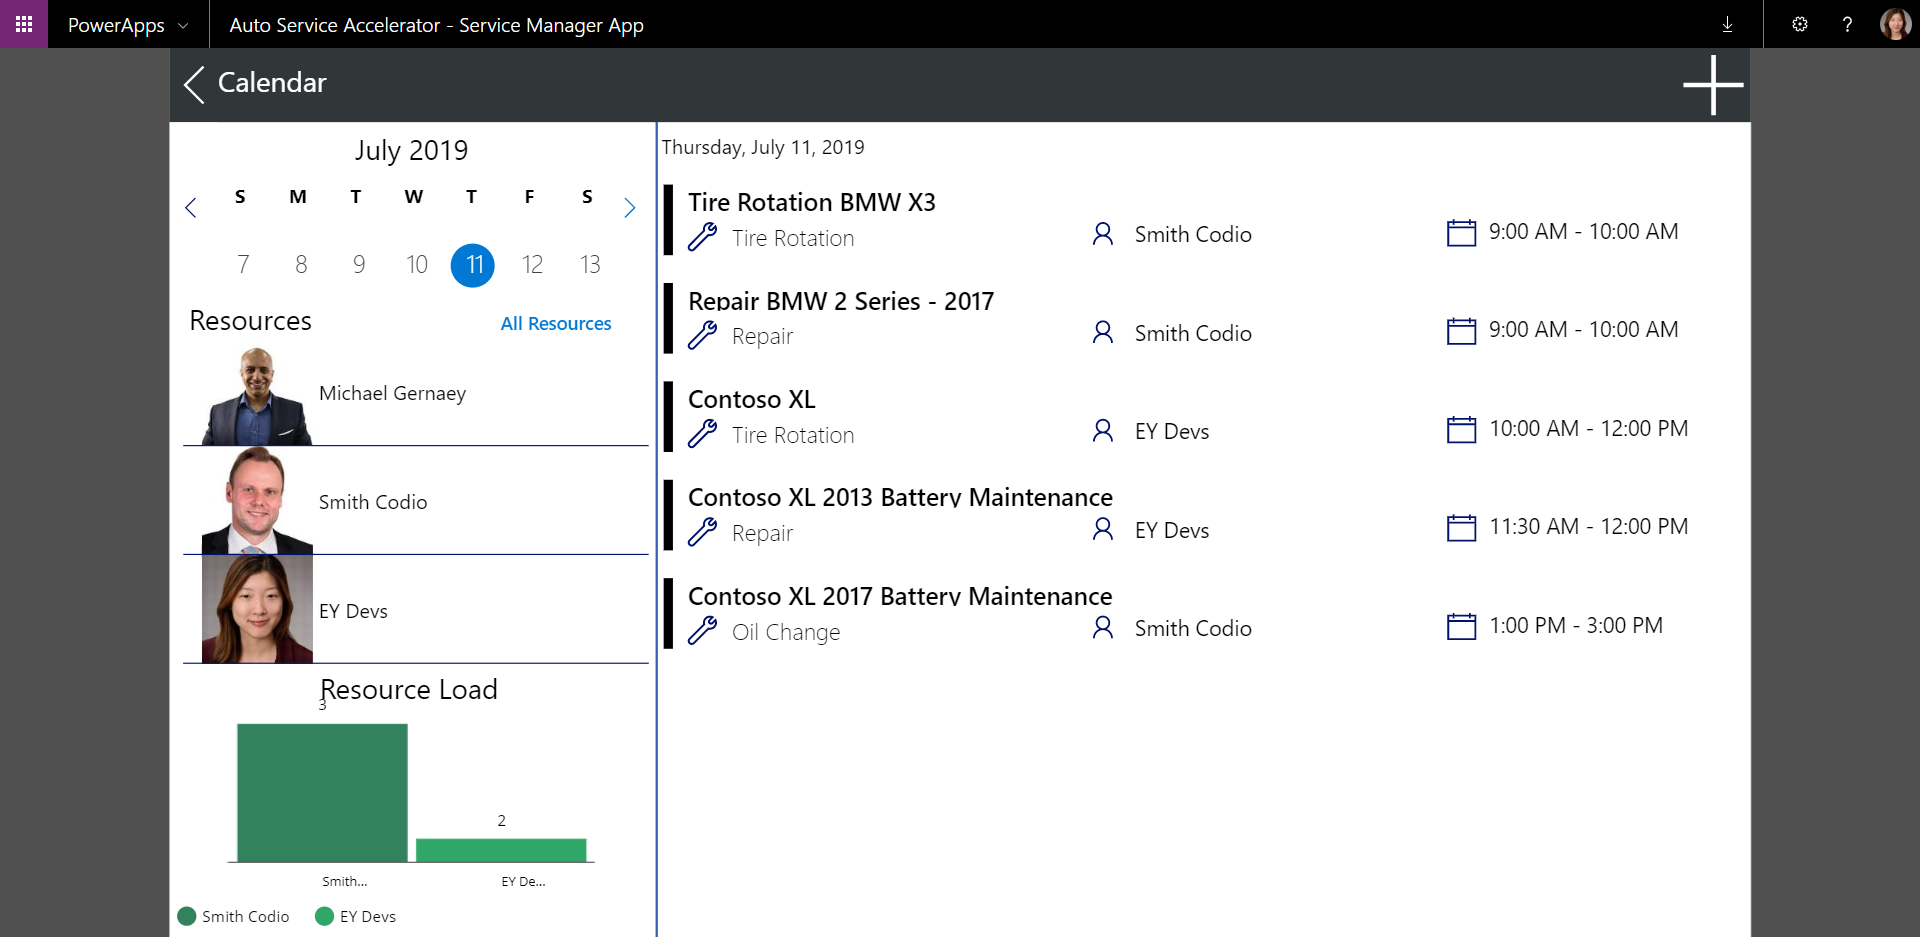 PowerApps
Auto Service Accelerator - Service Manager App
?
Calendar
July 2019
S M T W T F S
7 8 9 10 11 12 13
Resources
All Resources
Michael Gernaey
Smith Codio
EY Devs
Resource Load
3
2
Smith...
EY De...
Smith Codio
EY Devs
Thursday, July 11, 2019
Tire Rotation BMW X3
Tire Rotation
Smith Codio
9:00 AM - 10:00 AM
Repair BMW 2 Series - 2017
Repair
Smith Codio
9:00 AM - 10:00 AM
Contoso XL
Tire Rotation
EY Devs
10:00 AM - 12:00 PM
Contoso XL 2013 Battery Maintenance
Repair
EY Devs
11:30 AM - 12:00 PM
Contoso XL 2017 Battery Maintenance
Oil Change
Smith Codio
1:00 PM - 3:00 PM